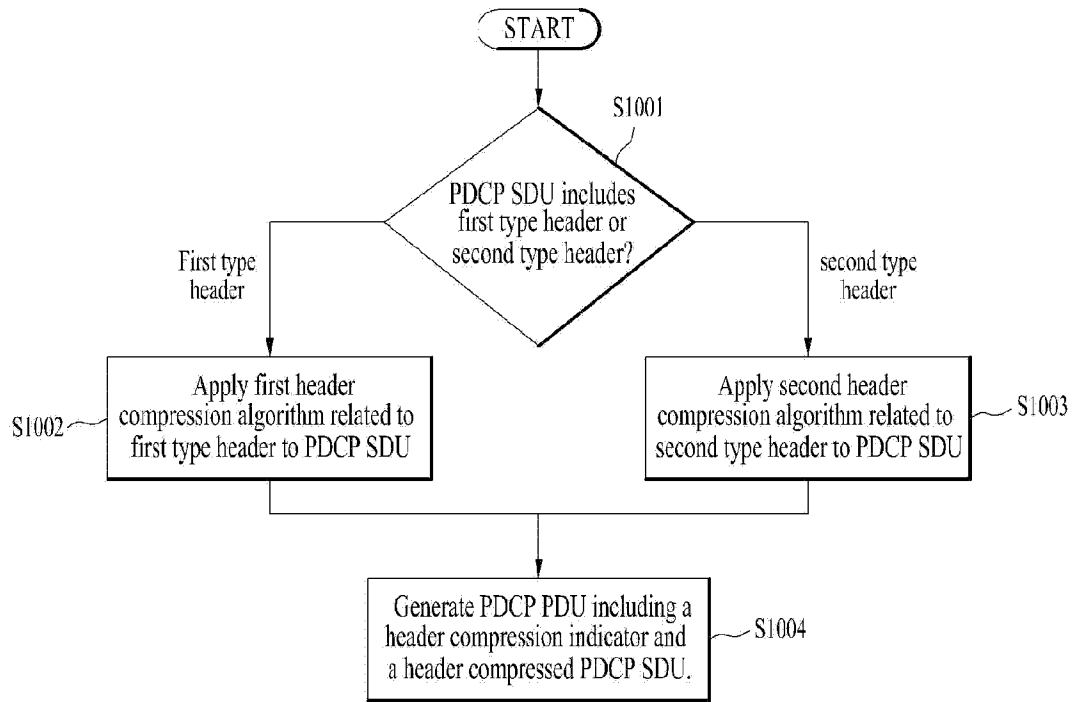 START
S1001
PDCP SDU includes
first type header or
second type header?
First type
header
second type
header
Apply first header
compression algorithm related to
first type header to PDCP SDU
S1002
Apply second header
compression algorithm related to
second type header to PDCP SDU
S1003
Generate PDCP PDU including a
header compression indicator and
a header compressed PDCP SDU.
S1004